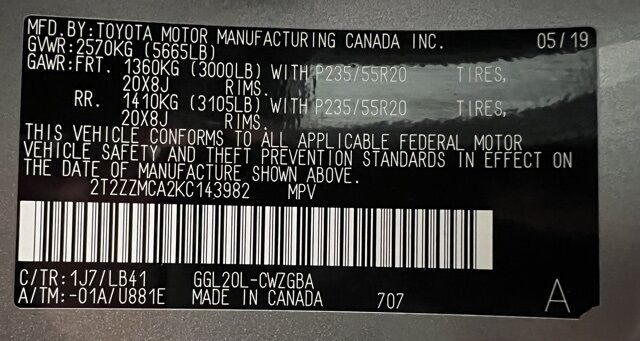 MFD.BY:TOYOTA MOTOR MANUFACTURING CANADA INC. 05/19
GVWR:2570KG (5665LB)
GAWR:FRT. 1360KG (3000LB) WITH P235/55R20 TIRES,
20X8J RIMS.
RR. 1410KG (3105LB) WITH P235/55R20 TIRES,
20X8J RIMS.
THIS VEHICLE CONFORMS TO ALL APPLICABLE FEDERAL MOTOR
VEHICLE SAFETY AND THEFT PREVENTION STANDARDS IN EFFECT ON
THE DATE OF MANUFACTURE SHOWN ABOVE.
2T2ZZMCA2KC143982 MPV
C/TR:1J7/LB41 GGL20L-CWZGBA
A/TM:-01A/U881E MADE IN CANADA 707 A